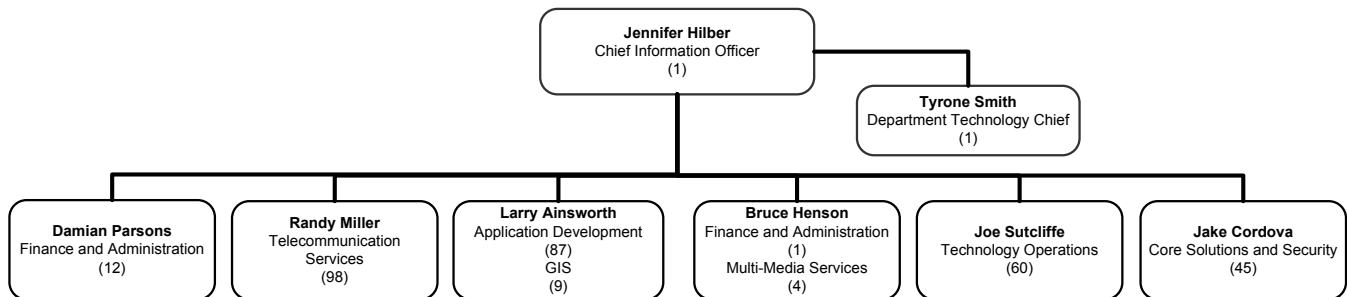 Jennifer Hilber
Chief Information Officer
(1)
Tyrone Smith
Department Technology Chief
(1)
Damian Parsons
Finance and Administration
(12)
Randy Miller
Telecommunication
Services
(98)
Larry Ainsworth
Application Development
(87)
GIS
(9)
Bruce Henson
Finance and Administration
(1)
Multi-Media Services
(4)
Joe Sutcliffe
Technology Operations
(60)
Jake Cordova
Core Solutions and Security
(45)